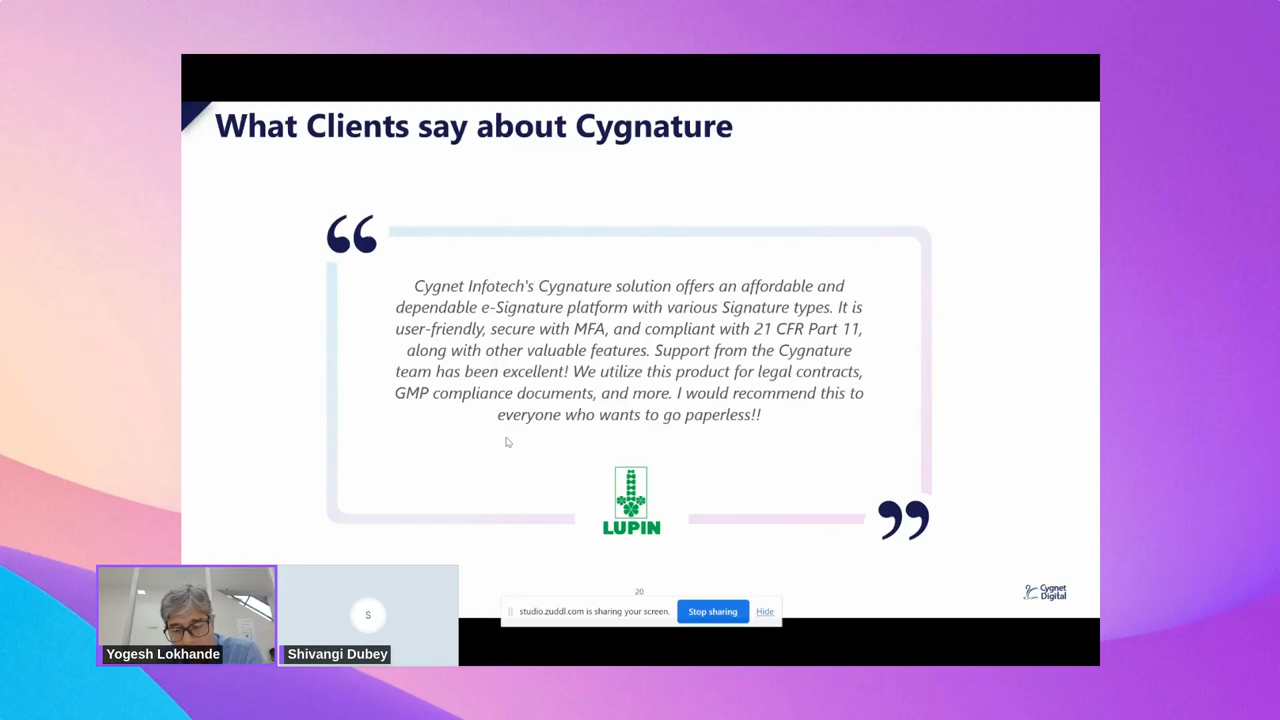 What Clients say about Cygnature
Cygnet Infotech's Cygnature solution offers an affordable and
dependable e-Signature platform with various Signature types. It is
user-friendly, secure with MFA, and compliant with 21 CFR Part 11,
along with other valuable features. Support from the Cygnature
team has been excellent! We utilize this product for legal contracts,
GMP compliance documents, and more. I would recommend this to
everyone who wants to go paperless!!
LUPIN
20
Cygnet
Digital
studio.zuddl.com is sharing your screen. Stop sharing Hide
S
Yogesh Lokhande
Shivangi Dubey